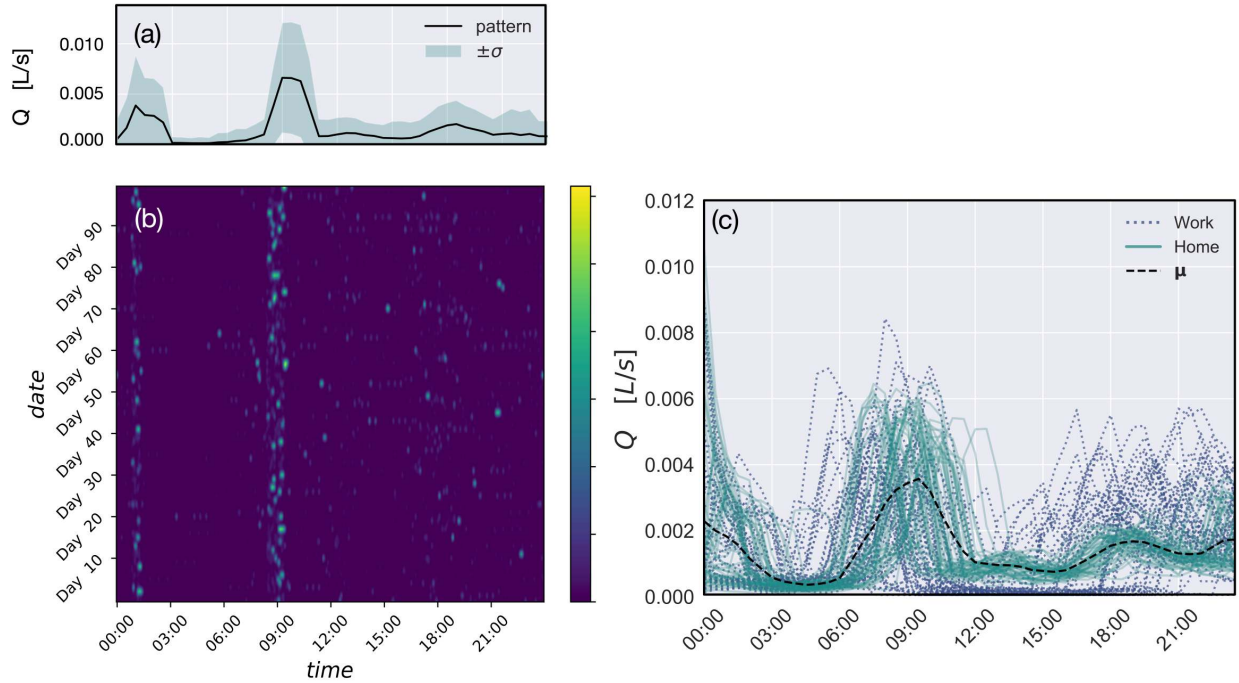 (a)
pattern
±σ
0.010
0.005
0.000
Q [L/s]
(b)
Day 90
Day 80
Day 70
Day 60
Day 50
Day 40
Day 30
Day 20
Day 10
date
00:00 03:00 06:00 09:00 12:00 15:00 18:00 21:00
time
(c)
Work
Home
μ
0.012
0.010
0.008
0.006
0.004
0.002
0.000
Q [L/s]
00:00 03:00 06:00 09:00 12:00 15:00 18:00 21:00